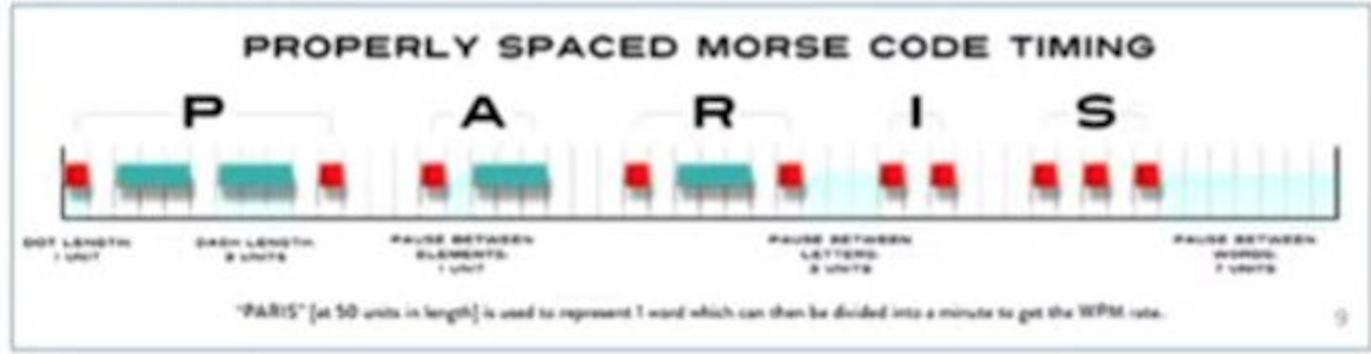 PROPERLY SPACED MORSE CODE TIMING
P A R I S
DOT LENGTH: DASH LENGTH: PAUSE BETWEEN PAUSE BETWEEN PAUSE BETWEEN
1 UNIT 3 UNITS ELEMENTS: LETTERS: WORDS:
1 UNIT 3 UNITS 7 UNITS
"PARIS" [at 50 units in length] is used to represent 1 word which can then be divided into a minute to get the WPM rate.
9